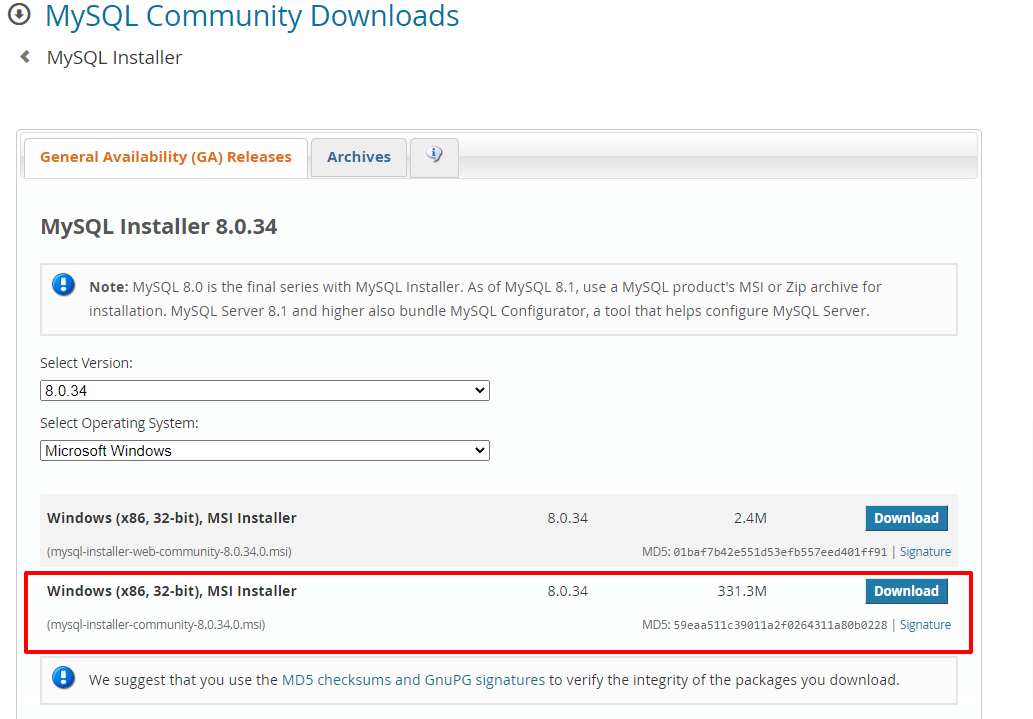 MySQL Community Downloads
MySQL Installer
General Availability (GA) Releases
Archives
MySQL Installer 8.0.34
Note: MySQL 8.0 is the final series with MySQL Installer. As of MySQL 8.1, use a MySQL product's MSI or Zip archive for
installation. MySQL Server 8.1 and higher also bundle MySQL Configurator, a tool that helps configure MySQL Server.
Select Version:
8.0.34
Select Operating System:
Microsoft Windows
Windows (x86, 32-bit), MSI Installer 8.0.34 2.4M Download
(mysql-installer-web-community-8.0.34.0.msi) MD5: 01baf7b42e551d53efb557eed401ff91 | Signature
Windows (x86, 32-bit), MSI Installer 8.0.34 331.3M Download
(mysql-installer-community-8.0.34.0.msi) MD5: 59eaa511c39011a2f0264311a80b0228 | Signature
We suggest that you use the MD5 checksums and GnuPG signatures to verify the integrity of the packages you download.